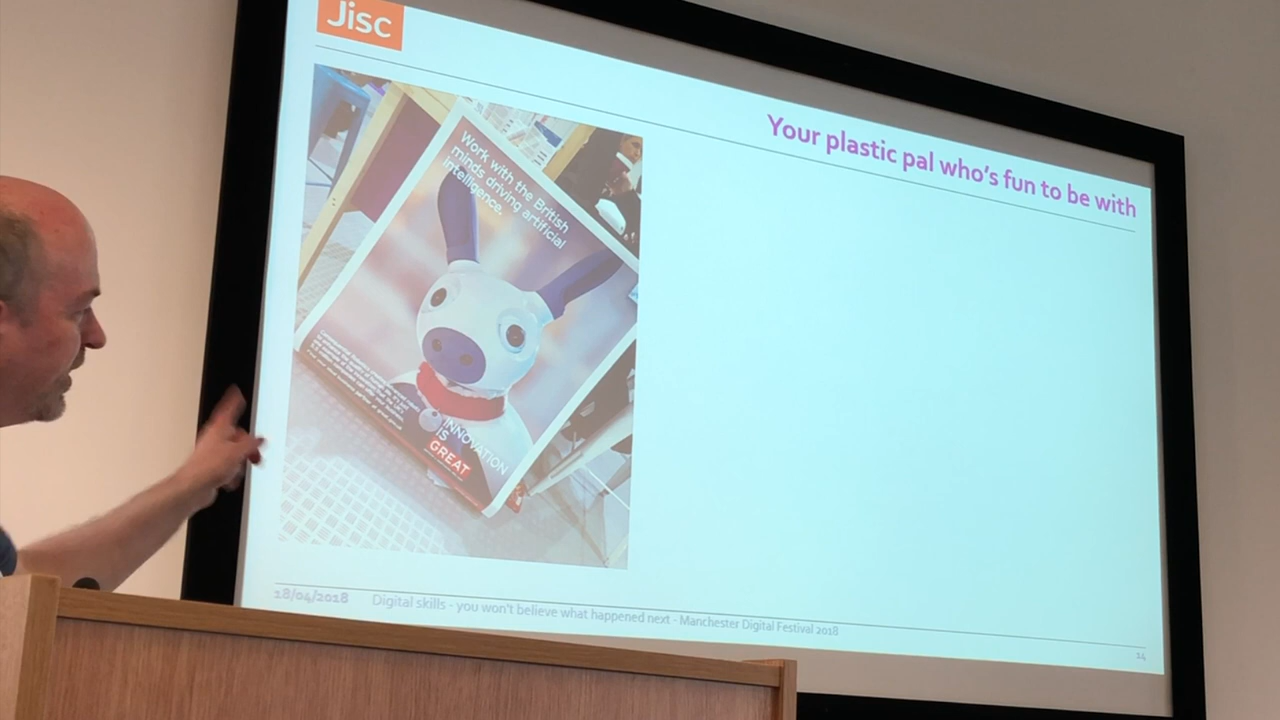 Jisc
Your plastic pal who's fun to be with
Work with the British
minds driving artificial
intelligence.
INNOVATION
IS
GREAT
18/04/2018 Digital skills - you won't believe what happened next - Manchester Digital Festival 2018
14